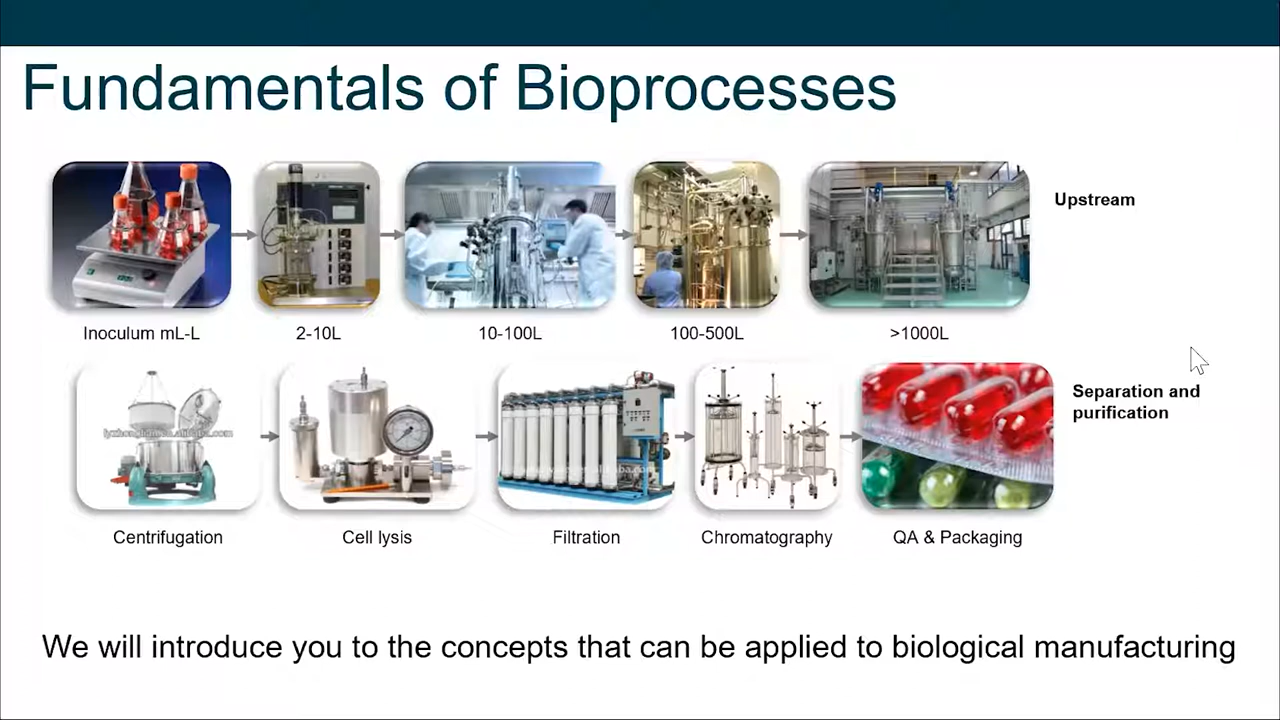 Fundamentals of Bioprocesses
Upstream
Inoculum mL-L
2-10L
10-100L
100-500L
>1000L
Separation and
purification
Centrifugation
Cell lysis
Filtration
Chromatography
QA & Packaging
We will introduce you to the concepts that can be applied to biological manufacturing